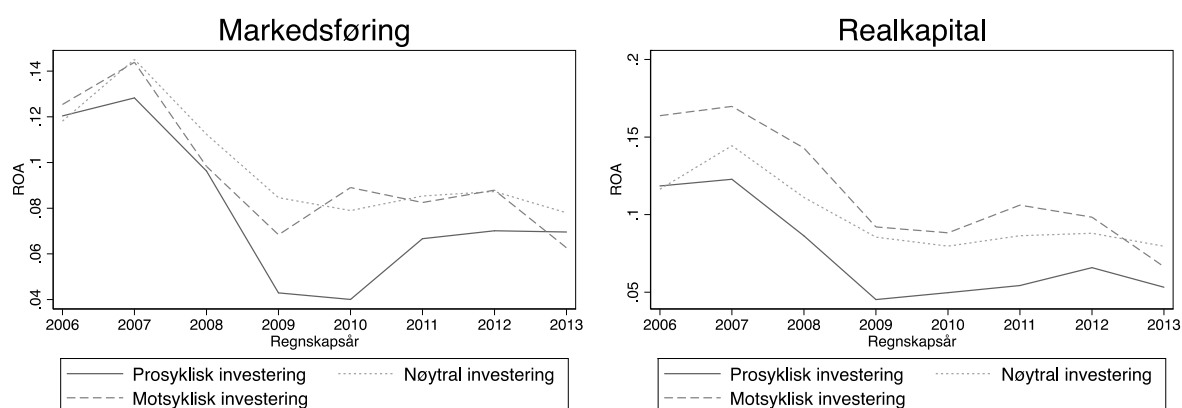 Markedsføring
ROA
.14
.12
.1
.08
.06
.04
2006 2007 2008 2009 2010 2011 2012 2013
Regnskapsår
Prosyklisk investering Nøytral investering
Motsyklisk investering
Realkapital
ROA
.2
.15
.1
.05
2006 2007 2008 2009 2010 2011 2012 2013
Regnskapsår
Prosyklisk investering Nøytral investering
Motsyklisk investering